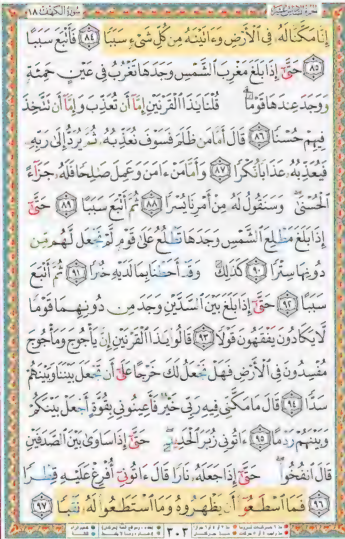 سورة الكهف ١٨
إِنَّا مَكَّنَّا لَهُۥ فِى ٱلْأَرْضِ وَءَاتَيْنَٰهُ مِن كُلِّ شَىْءٍ سَبَبًا ٨٤ فَأَتْبَعَ سَبَبًا
٨٥ حَتَّىٰٓ إِذَا بَلَغَ مَغْرِبَ ٱلشَّمْسِ وَجَدَهَا تَغْرُبُ فِى عَيْنٍ حَمِئَةٍ
وَوَجَدَ عِندَهَا قَوْمًا ۗ قُلْنَا يَٰذَا ٱلْقَرْنَيْنِ إِمَّآ أَن تُعَذِّبَ وَإِمَّآ أَن تَتَّخِذَ
فِيهِمْ حُسْنًا ٨٦ قَالَ أَمَّا مَن ظَلَمَ فَسَوْفَ نُعَذِّبُهُۥ ثُمَّ يُرَدُّ إِلَىٰ رَبِّهِۦ
فَيُعَذِّبُهُۥ عَذَابًا نُّكْرًا ٨٧ وَأَمَّا مَنْ ءَامَنَ وَعَمِلَ صَٰلِحًا فَلَهُۥ جَزَآءً
ٱلْحُسْنَىٰ ۖ وَسَنَقُولُ لَهُۥ مِنْ أَمْرِنَا يُسْرًا ٨٨ ثُمَّ أَتْبَعَ سَبَبًا ٨٩ حَتَّىٰٓ
إِذَا بَلَغَ مَطْلِعَ ٱلشَّمْسِ وَجَدَهَا تَطْلُعُ عَلَىٰ قَوْمٍ لَّمْ نَجْعَل لَّهُم مِّن
دُونِهَا سِتْرًا ٩٠ كَذَٰلِكَ وَقَدْ أَحَطْنَا بِمَا لَدَيْهِ خُبْرًا ٩١ ثُمَّ أَتْبَعَ
سَبَبًا ٩٢ حَتَّىٰٓ إِذَا بَلَغَ بَيْنَ ٱلسَّدَّيْنِ وَجَدَ مِن دُونِهِمَا قَوْمًا
لَّا يَكَادُونَ يَفْقَهُونَ قَوْلًا ٩٣ قَالُوا۟ يَٰذَا ٱلْقَرْنَيْنِ إِنَّ يَأْجُوجَ وَمَأْجُوجَ
مُفْسِدُونَ فِى ٱلْأَرْضِ فَهَلْ نَجْعَلُ لَكَ خَرْجًا عَلَىٰٓ أَن تَجْعَلَ بَيْنَنَا وَبَيْنَهُمْ
سَدًّا ٩٤ قَالَ مَا مَكَّنِّى فِيهِ رَبِّى خَيْرٌ فَأَعِينُونِى بِقُوَّةٍ أَجْعَلْ بَيْنَكُمْ
وَبَيْنَهُمْ رَدْمًا ٩٥ ءَاتُونِى زُبَرَ ٱلْحَدِيدِ ۖ حَتَّىٰٓ إِذَا سَاوَىٰ بَيْنَ ٱلصَّدَفَيْنِ
قَالَ ٱنفُخُوا۟ ۖ حَتَّىٰٓ إِذَا جَعَلَهُۥ نَارًا قَالَ ءَاتُونِىٓ أُفْرِغْ عَلَيْهِ قِطْرًا
٩٦ فَمَا ٱسْطَٰعُوٓا۟ أَن يَظْهَرُوهُ وَمَا ٱسْتَطَٰعُوا۟ لَهُۥ نَقْبًا ٩٧
٣٠٣